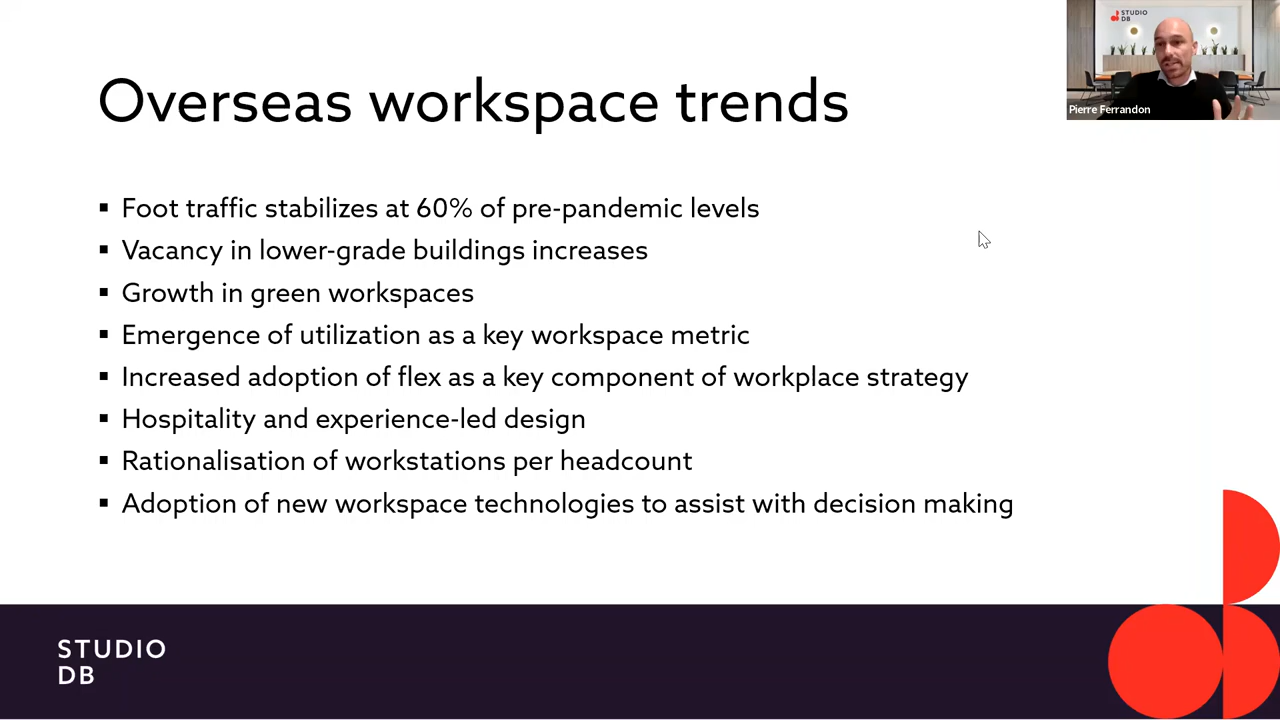 Overseas workspace trends
STUDIO
DB
Pierre Ferrandon
▪ Foot traffic stabilizes at 60% of pre-pandemic levels
▪ Vacancy in lower-grade buildings increases
▪ Growth in green workspaces
▪ Emergence of utilization as a key workspace metric
▪ Increased adoption of flex as a key component of workplace strategy
▪ Hospitality and experience-led design
▪ Rationalisation of workstations per headcount
▪ Adoption of new workspace technologies to assist with decision making
STUDIO
DB